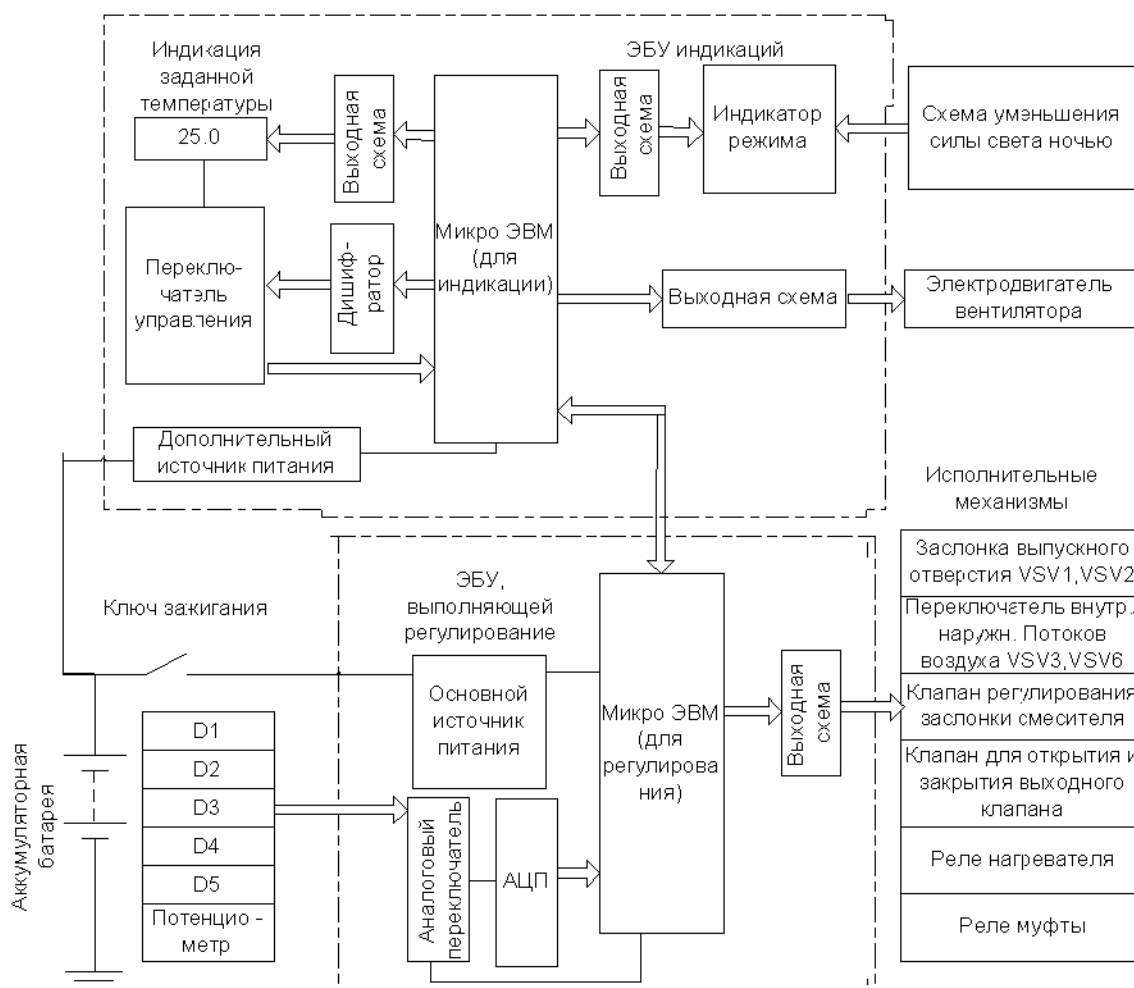 Индикация
заданной
температуры
25.0
Выходная
схема
ЭБУ индикаций
Выходная
схема
Индикатор
режима
Схема уменьшения
силы света ночью
Микро ЭВМ
(для
индикации)
Переклю-
чатель
управления
Дишиф-
ратор
Выходная схема
Электродвигатель
вентилятора
Дополнительный
источник питания
Исполнительные
механизмы
Заслонка выпускного
отверстия VSV1,VSV2
Переключатель внутр./
наружн. Потоков
воздуха VSV3,VSV6
Клапан регулирования
заслонки смесителя
Клапан для открытия и
закрытия выходного
клапана
Реле нагревателя
Реле муфты
Ключ зажигания
ЭБУ,
выполняющей
регулирование
Основной
источник
питания
Микро ЭВМ
(для
регулирова
ния)
Выходная
схема
Аккумуляторная
батарея
D1
D2
D3
D4
D5
Потенцио -
метр
Аналоговый
переключатель
АЦП